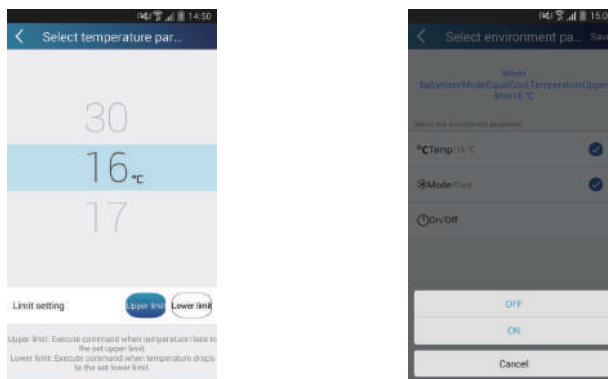 14:50
Select temperature par...
30
16 °C
17
Limit setting
Upper limit
Lower limit
Upper limit: Execute command when temperature rises to
the set upper limit.
Lower limit: Execute command when temperature drops
to the set lower limit.
15:0
Select environment pa... Save
When
limit16 °C
Select the environment parameter
°CTemp/16 °C
Mode/Cool
On/Off
OFF
ON
Cancel